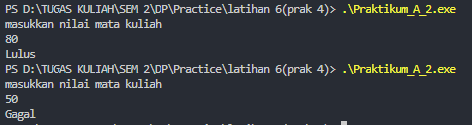 PS D:\TUGAS KULIAH\SEM 2\DP\Practice\latihan 6(prak 4)> .\Praktikum_A_2.exe
masukkan nilai mata kuliah
80
Lulus
PS D:\TUGAS KULIAH\SEM 2\DP\Practice\latihan 6(prak 4)> .\Praktikum_A_2.exe
masukkan nilai mata kuliah
50
Gagal